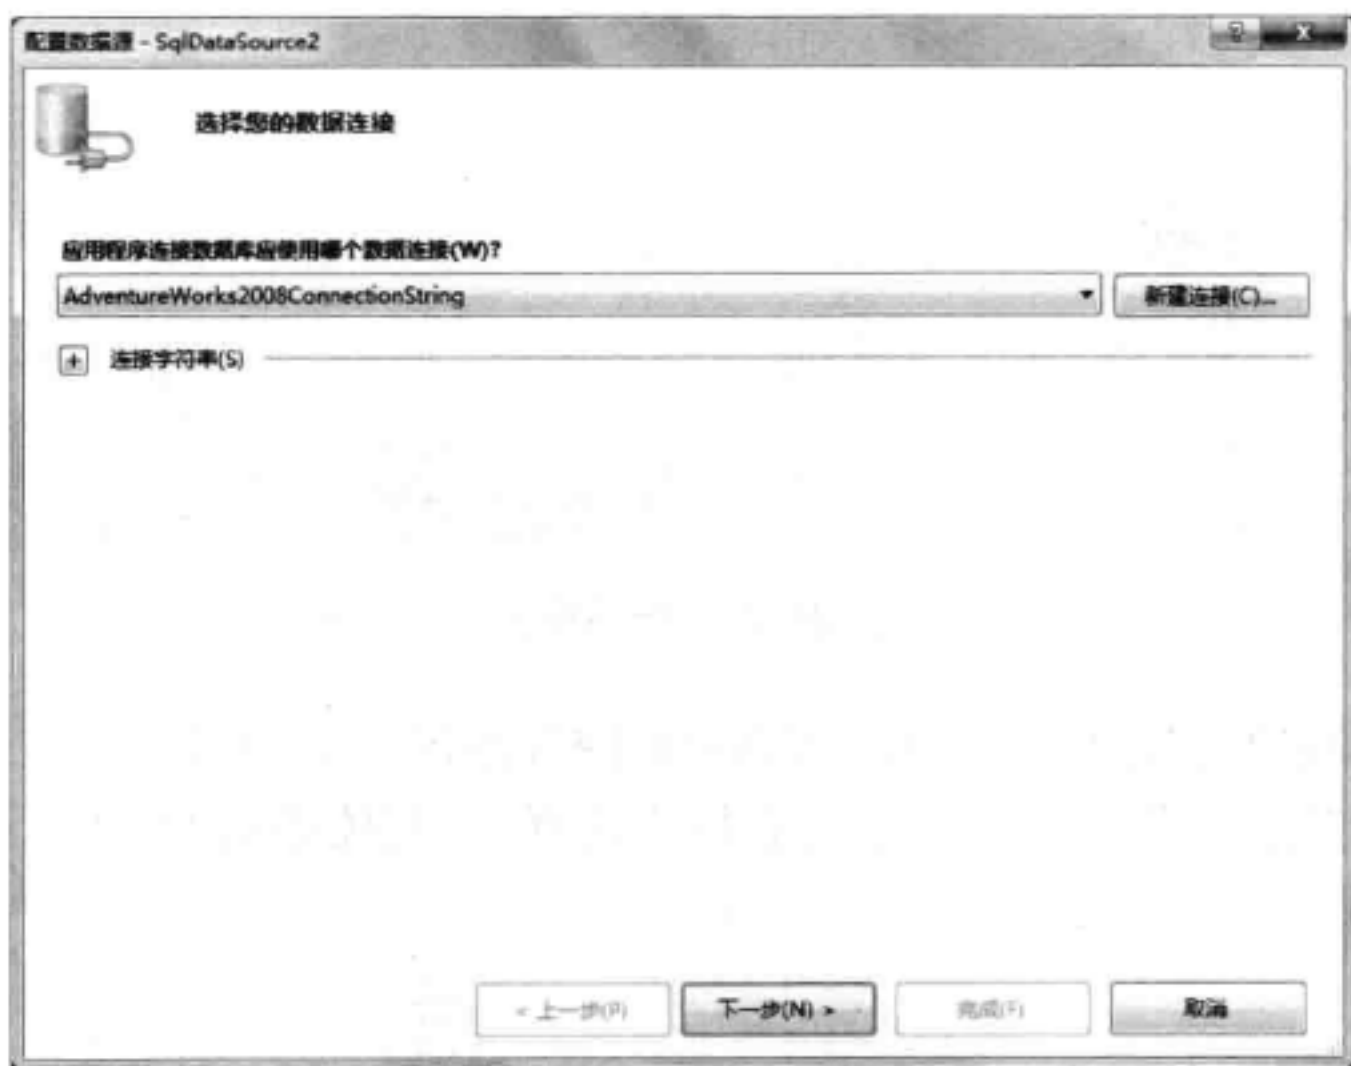 配置数据源 - SqlDataSource2
选择您的数据连接
应用程序连接数据库应使用哪个数据连接(W)?
AdventureWorks2008ConnectionString
新建连接(C)...
+ 连接字符串(S)
< 上一步(P)
下一步(N) >
完成(F)
取消